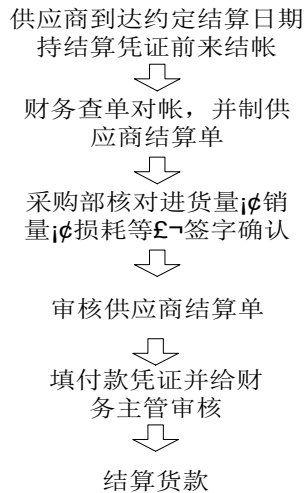 供应商到达约定结算日期
持结算凭证前来结帐
财务查单对帐，并制供
应商结算单
采购部核对进货量¡¢销
量¡¢损耗等£¬签字确认
审核供应商结算单
填付款凭证并给财
务主管审核
结算货款